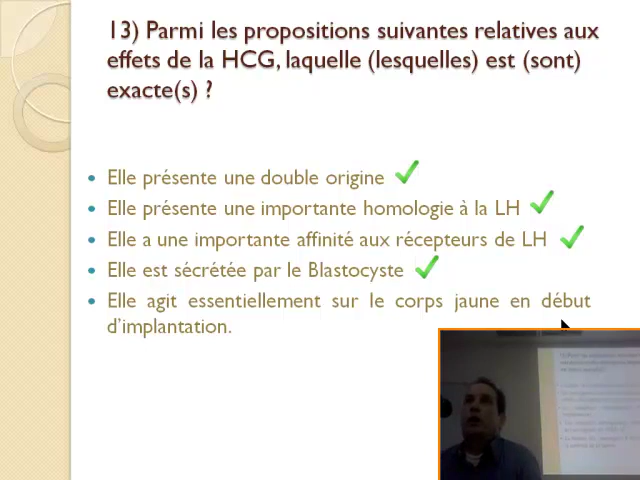 13) Parmi les propositions suivantes relatives aux
effets de la HCG, laquelle (lesquelles) est (sont)
exacte(s) ?
Elle présente une double origine
Elle présente une importante homologie à la LH
Elle a une importante affinité aux récepteurs de LH
Elle est sécrétée par le Blastocyste
Elle agit essentiellement sur le corps jaune en début
d'implantation.